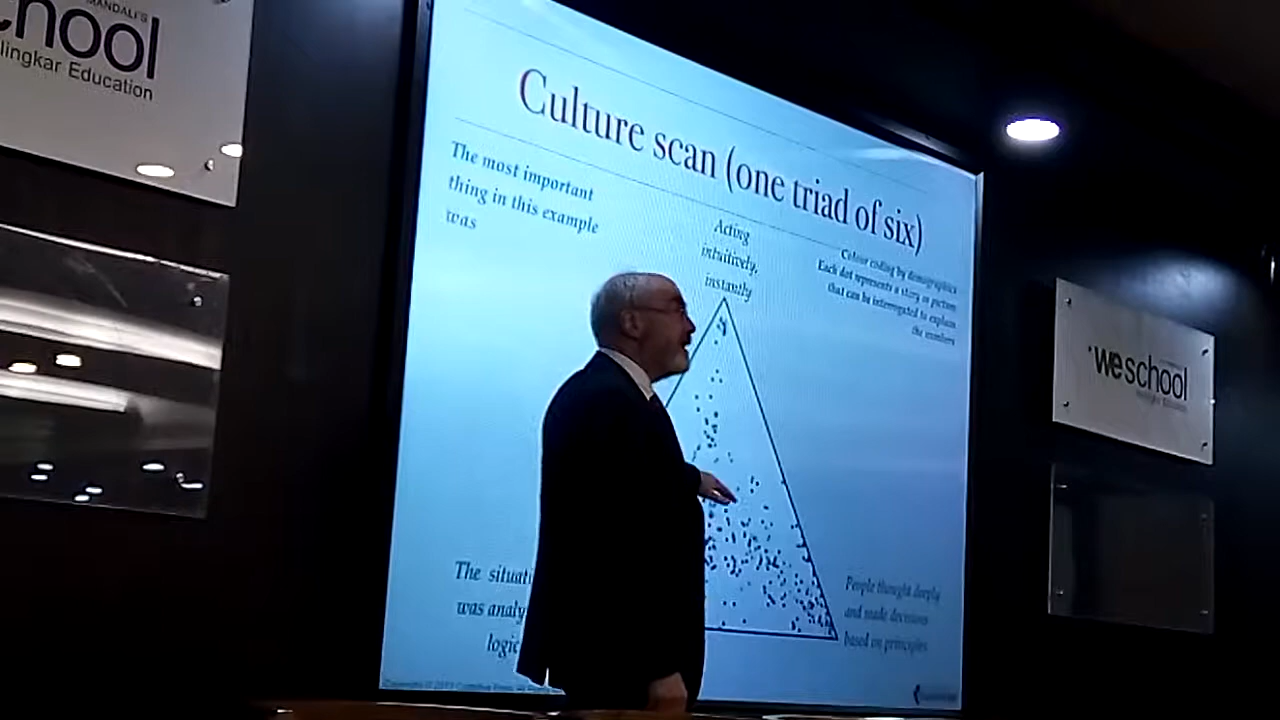 MANDALI'S
chool
lingkar Education
Culture scan (one triad of six)
The most important
thing in this example
was
Acting
intuitively,
instantly
Colour coding by demographics
Each dot represents a story or picture
that can be interrogated to explain
the numbers
The situati
was analy
logic
People thought deeply
and made decisions
based on principles
weschool